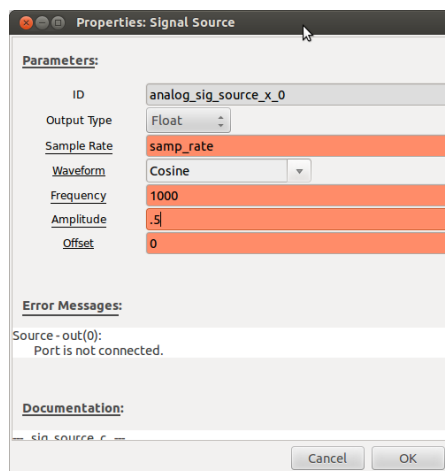 Properties: Signal Source
Parameters:
ID analog_sig_source_x_0
Output Type Float
Sample Rate samp_rate
Waveform Cosine
Frequency 1000
Amplitude .5
Offset 0
Error Messages:
Source - out(0):
Port is not connected.
Documentation:
--- sig_source_c ---
Cancel OK